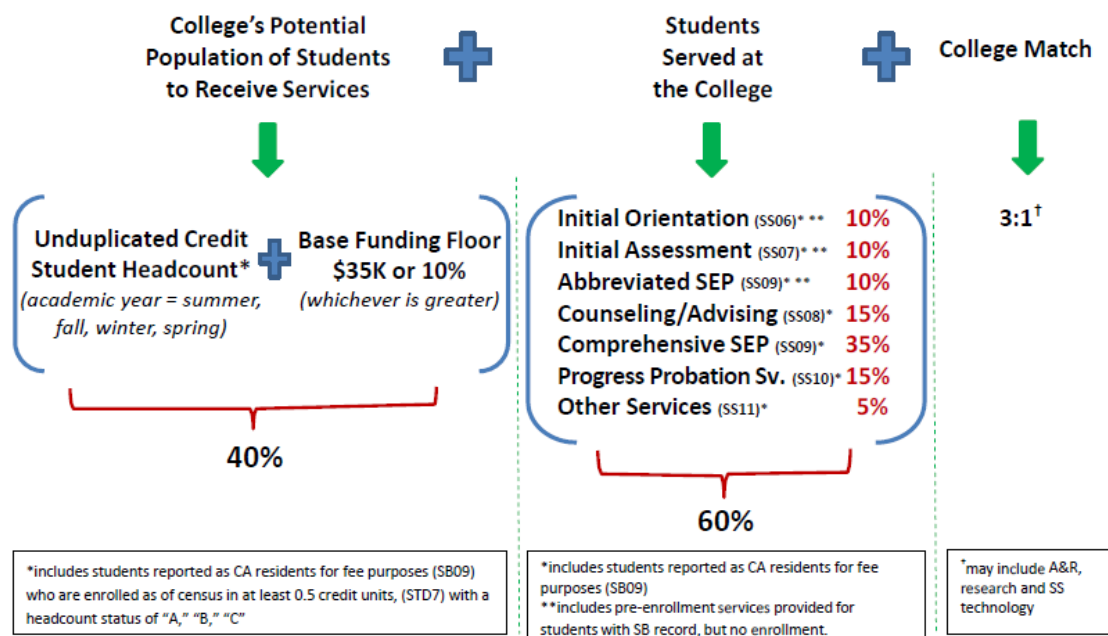 College's Potential
Population of Students
to Receive Services
Students
Served at
the College
College Match
Unduplicated Credit
Student Headcount*
(academic year = summer,
fall, winter, spring)
Base Funding Floor
$35K or 10%
(whichever is greater)
40%
Initial Orientation (SS06)* ** 10%
Initial Assessment (SS07)* ** 10%
Abbreviated SEP (SS09)* ** 10%
Counseling/Advising (SS08)* 15%
Comprehensive SEP (SS09)* 35%
Progress Probation Sv. (SS10)* 15%
Other Services (SS11)* 5%
60%
3:1†
*includes students reported as CA residents for fee purposes (SB09)
who are enrolled as of census in at least 0.5 credit units, (STD7) with a
headcount status of "A," "B," "C"
*includes students reported as CA residents for fee
purposes (SB09)
**includes pre-enrollment services provided for
students with SB record, but no enrollment.
†may include A&R,
research and SS
technology